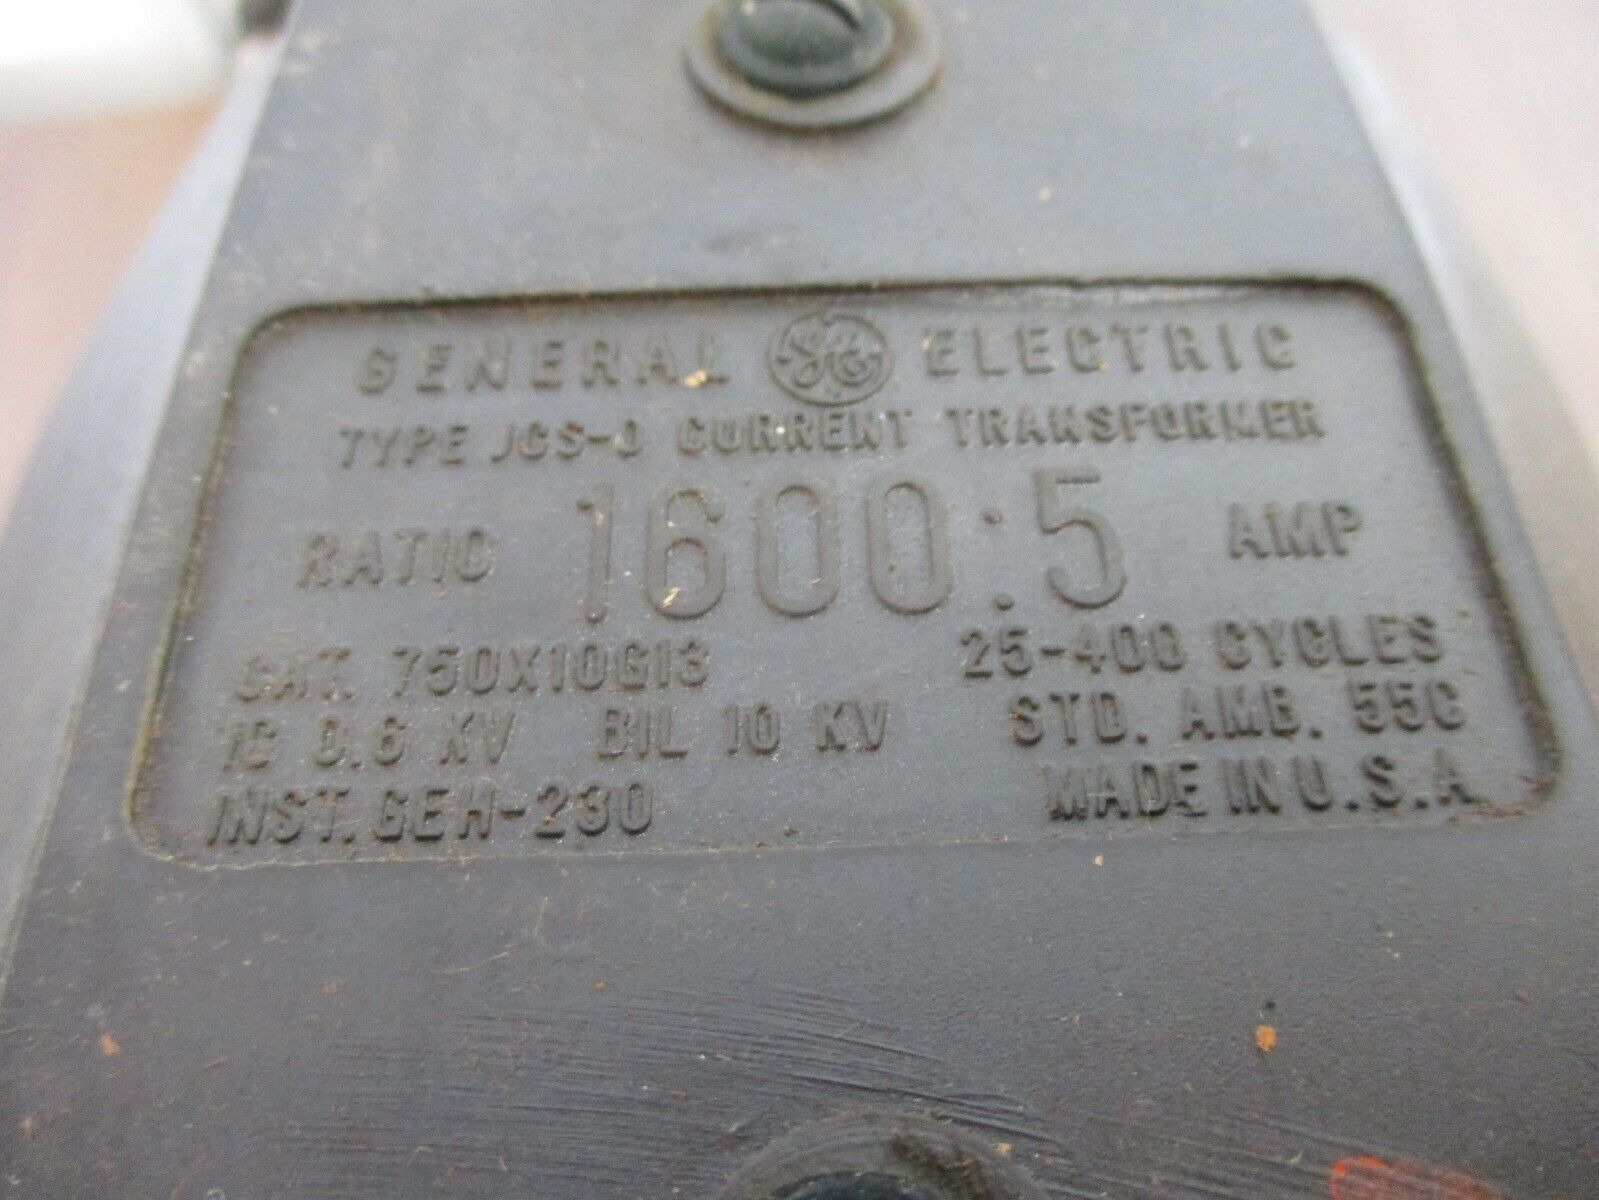 GENERAL GE ELECTRIC
TYPE JCS-0 CURRENT TRANSFORMER
RATIO 1600:5 AMP
CAT. 750X10G13 25-400 CYCLES
IC 0.6 KV BIL 10 KV STD. AMB. 55C
INST. GEH-230 MADE IN U.S.A